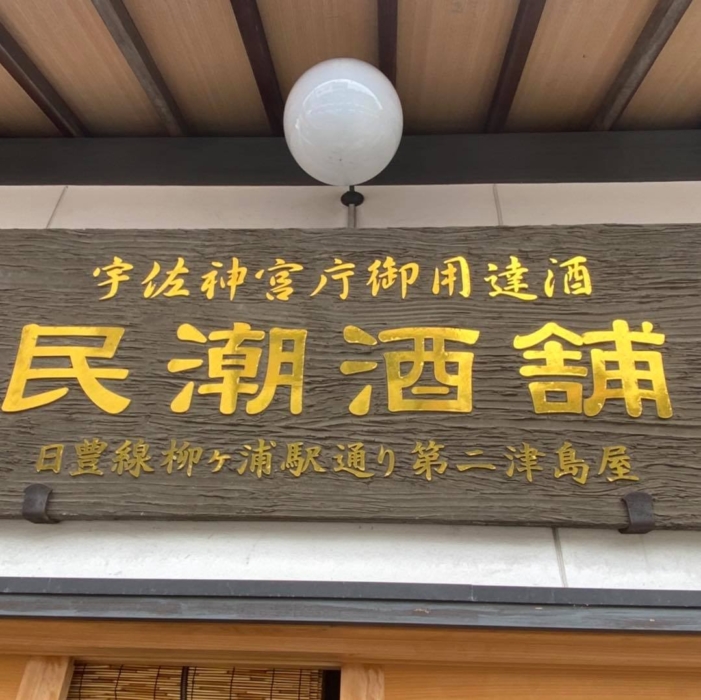 宇佐神宮庁御用達酒
民潮酒舗
日豊線柳ヶ浦駅通り第二津島屋